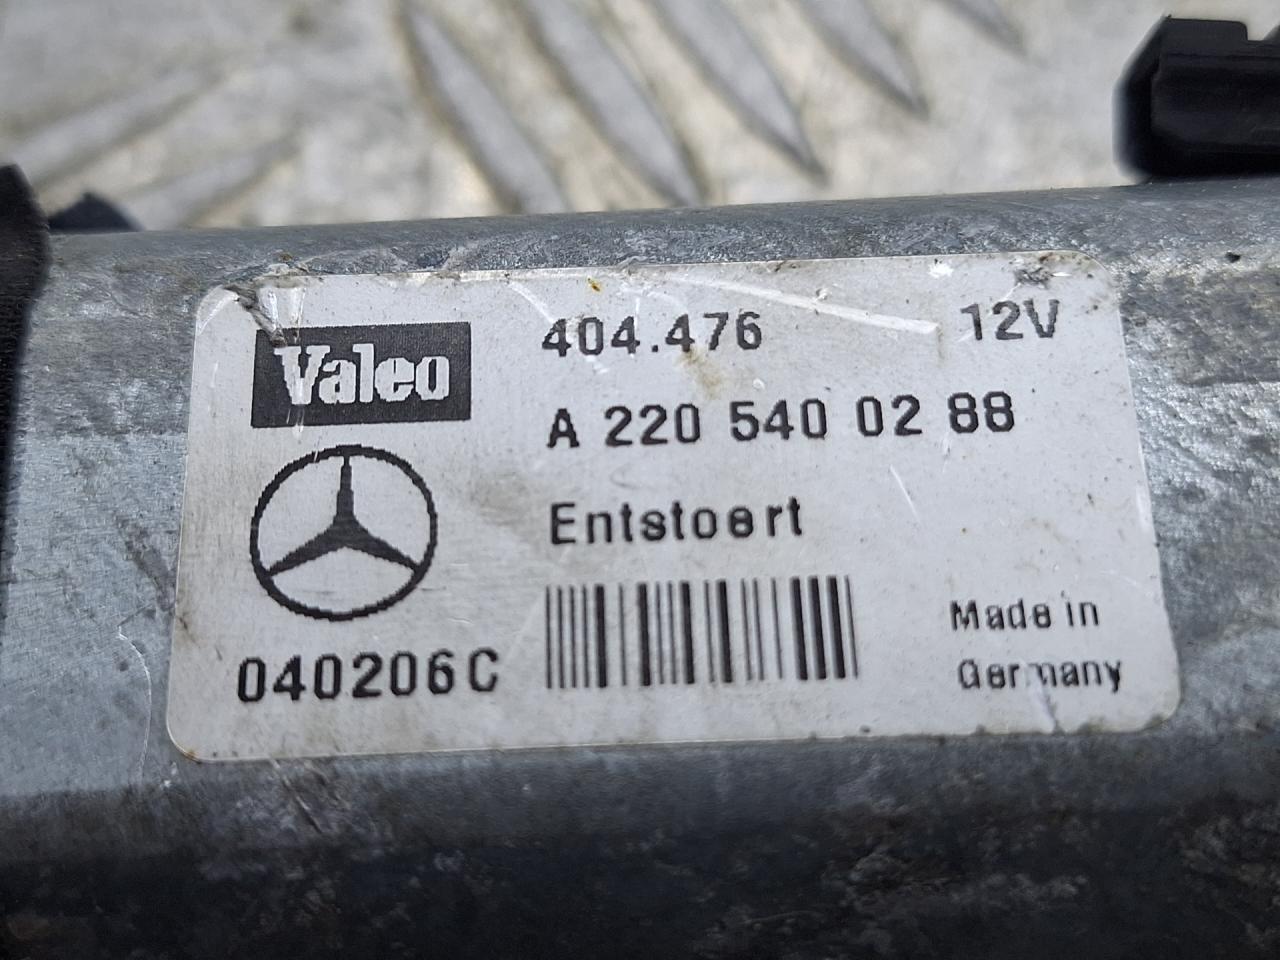 Valeo
404.476 12V
A 220 540 02 88
Entstoert
040206C
Made in
Germany